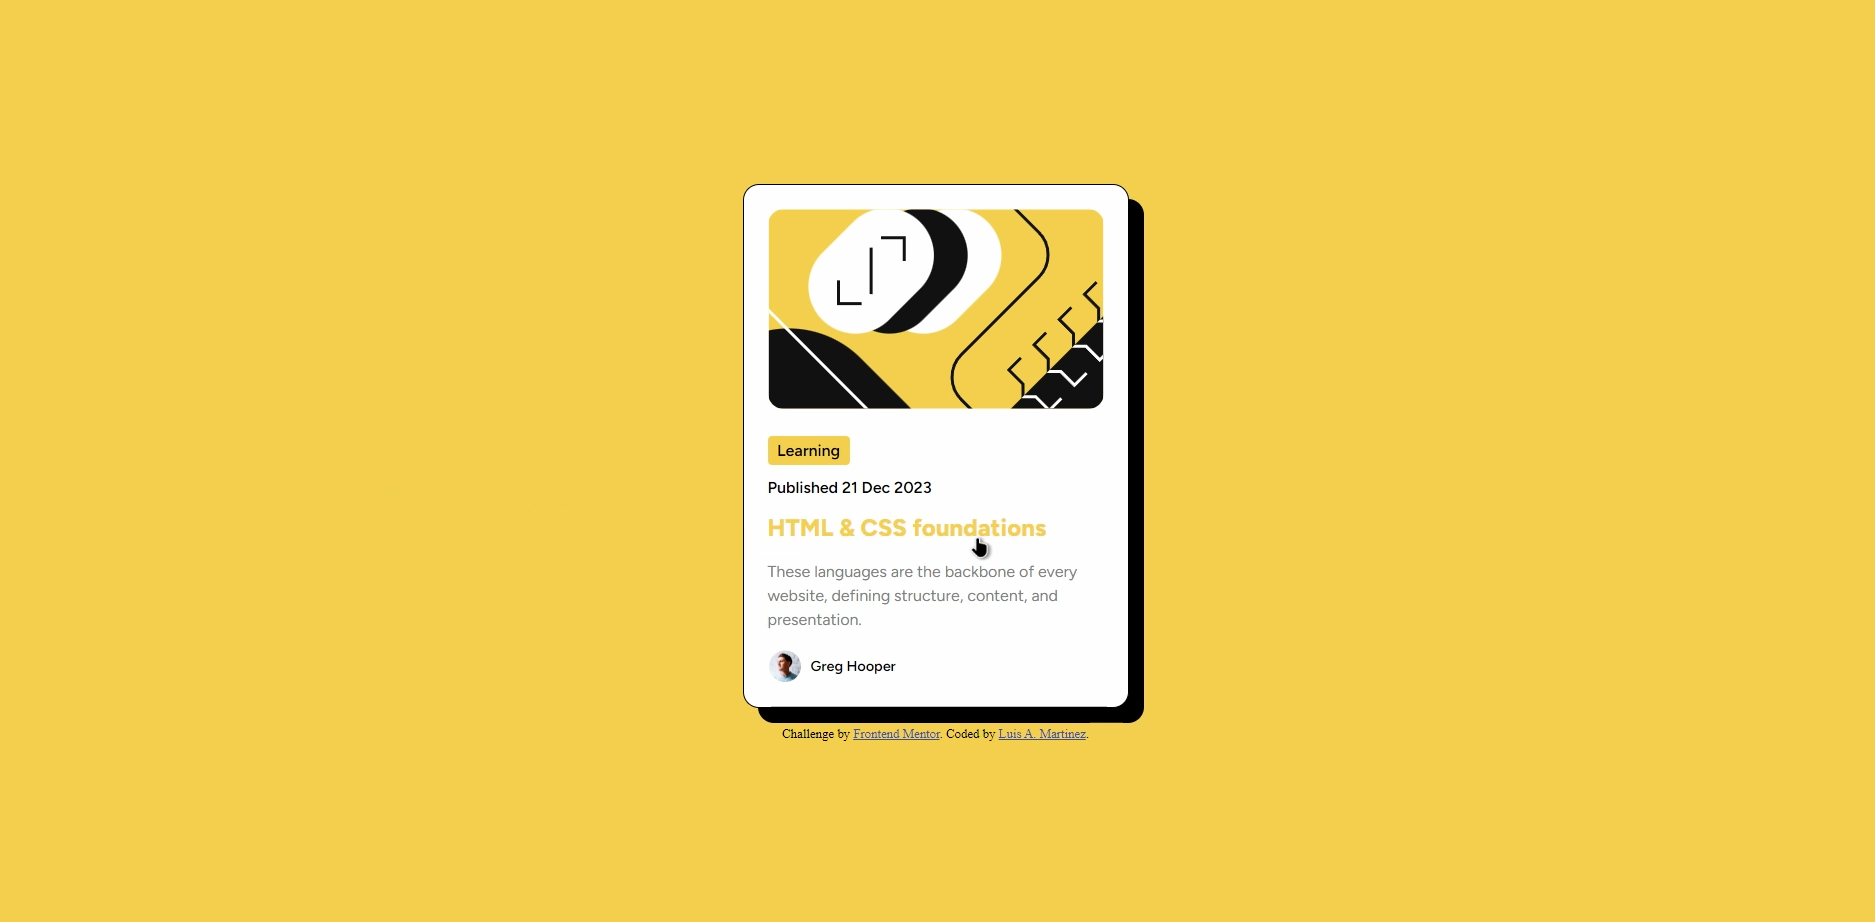 Learning
Published 21 Dec 2023
HTML & CSS foundations
These languages are the backbone of every
website, defining structure, content, and
presentation.
Greg Hooper
Challenge by Frontend Mentor. Coded by Luis A. Martinez.